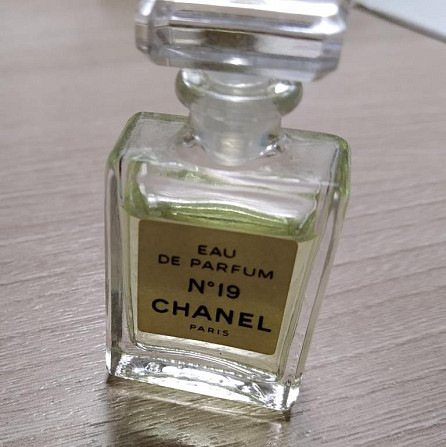 EAU
DE PARFUM
N°19
CHANEL
PARIS